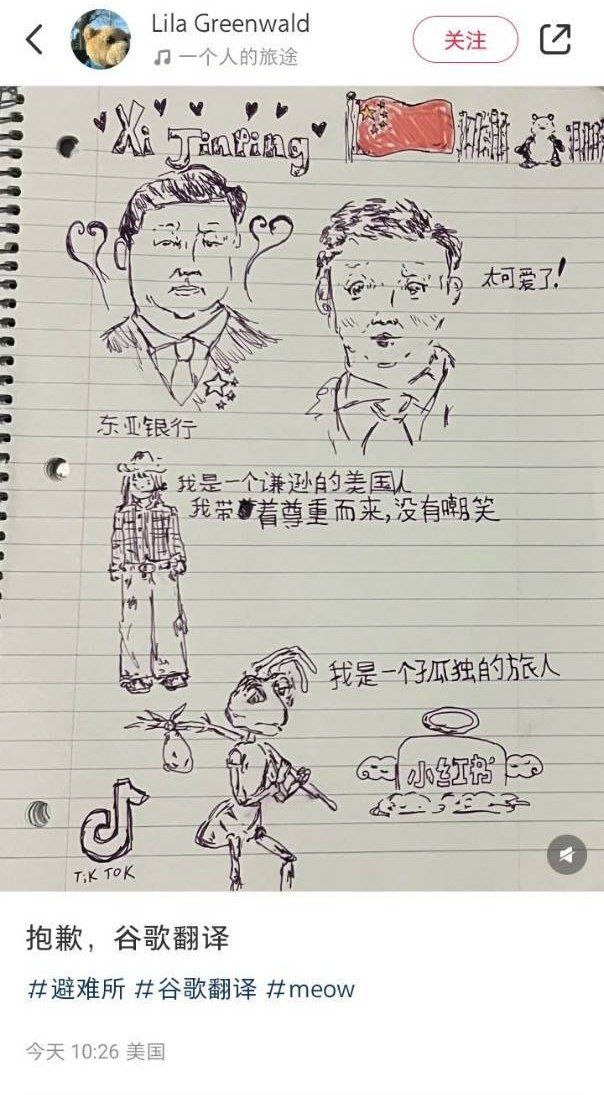 Lila Greenwald
一个人的旅途
关注
Xi Jinping
太可爱了!
东亚银行
我是一个谦逊的美国人
我带着尊重而来,没有嘲笑
我是一个孤独的旅人
小红书
TiK TOK
抱歉，谷歌翻译
#避难所 #谷歌翻译 #meow
今天 10:26 美国